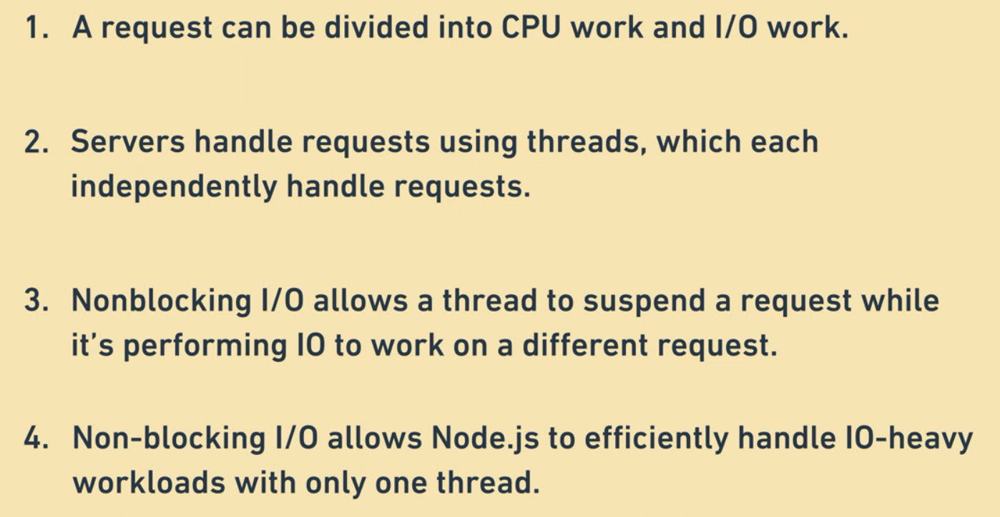 1. A request can be divided into CPU work and I/O work.
2. Servers handle requests using threads, which each
independently handle requests.
3. Nonblocking I/O allows a thread to suspend a request while
it's performing IO to work on a different request.
4. Non-blocking I/O allows Node.js to efficiently handle IO-heavy
workloads with only one thread.